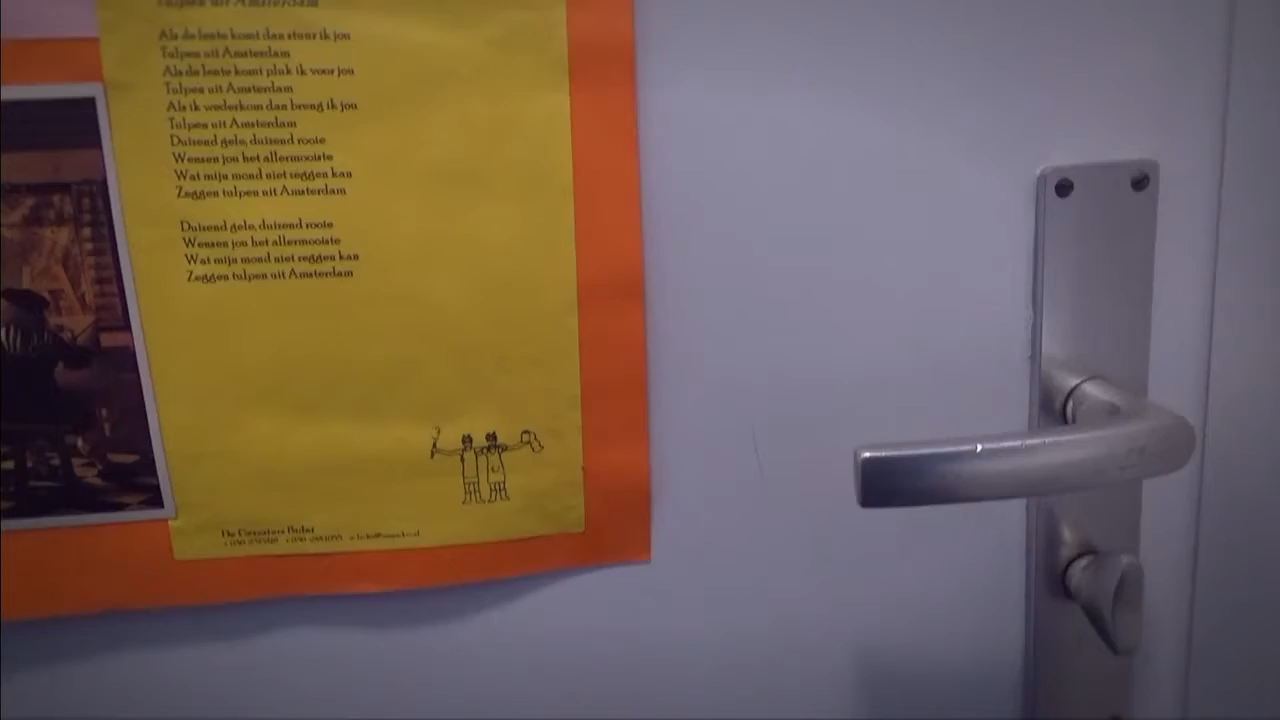 Tulpen uit Amsterdam
Als de lente komt dan stuur ik jou
Tulpen uit Amsterdam
Als de lente komt pluk ik voor jou
Tulpen uit Amsterdam
Als ik wederkom dan breng ik jou
Tulpen uit Amsterdam
Duizend gele, duizend rooie
Wensen jou het allermooiste
Wat mijn mond niet zeggen kan
Zeggen tulpen uit Amsterdam
Duizend gele, duizend rooie
Wensen jou het allermooiste
Wat mijn mond niet zeggen kan
Zeggen tulpen uit Amsterdam